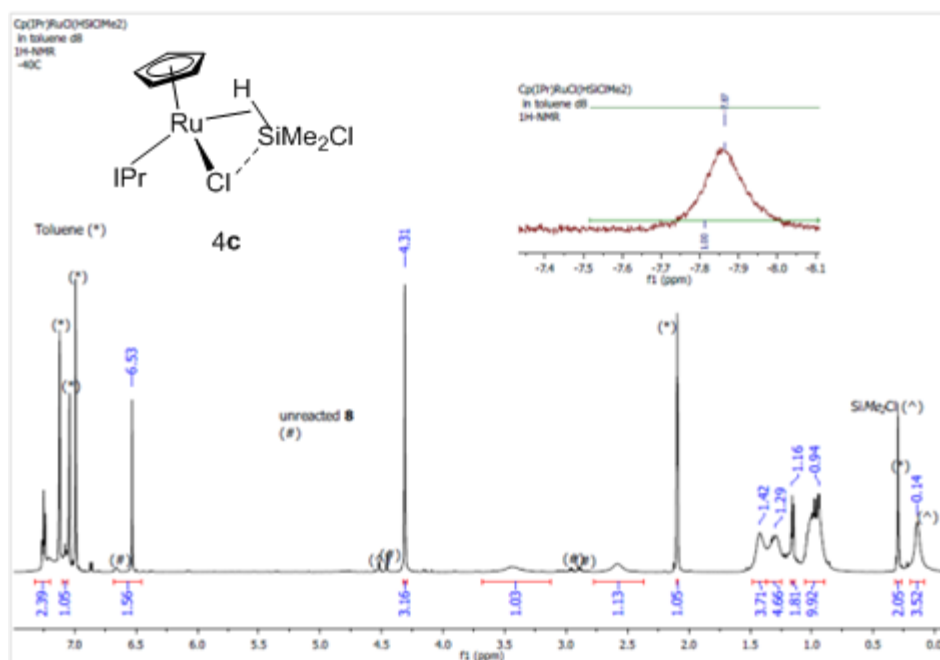 Cp(IPr)RuCl(HSiClMe2)
in toluene d8
1H-NMR
-40C
H
Ru
SiMe2Cl
IPr
Cl
4c
Cp(IPr)RuCl(HSiClMe2)
in toluene d8
1H-NMR
-7.87
1.00
-7.4 -7.5 -7.6 -7.7 -7.8 -7.9 -8.0 -8.1
f1 (ppm)
Toluene (*)
(*)
(*)
(*)
6.53
4.31
(*)
unreacted 8
(#)
SiMe2Cl (^)
(*)
1.42
1.29
1.16
0.94
0.14
(^)
(#)
(#)
(#)
2.39 1.05 1.56 3.16 1.03 1.13 1.05 3.71 4.66 1.81 9.92 2.05 3.52
7.0 6.5 6.0 5.5 5.0 4.5 4.0 3.5 3.0 2.5 2.0 1.5 1.0 0.5 0.0
f1 (ppm)